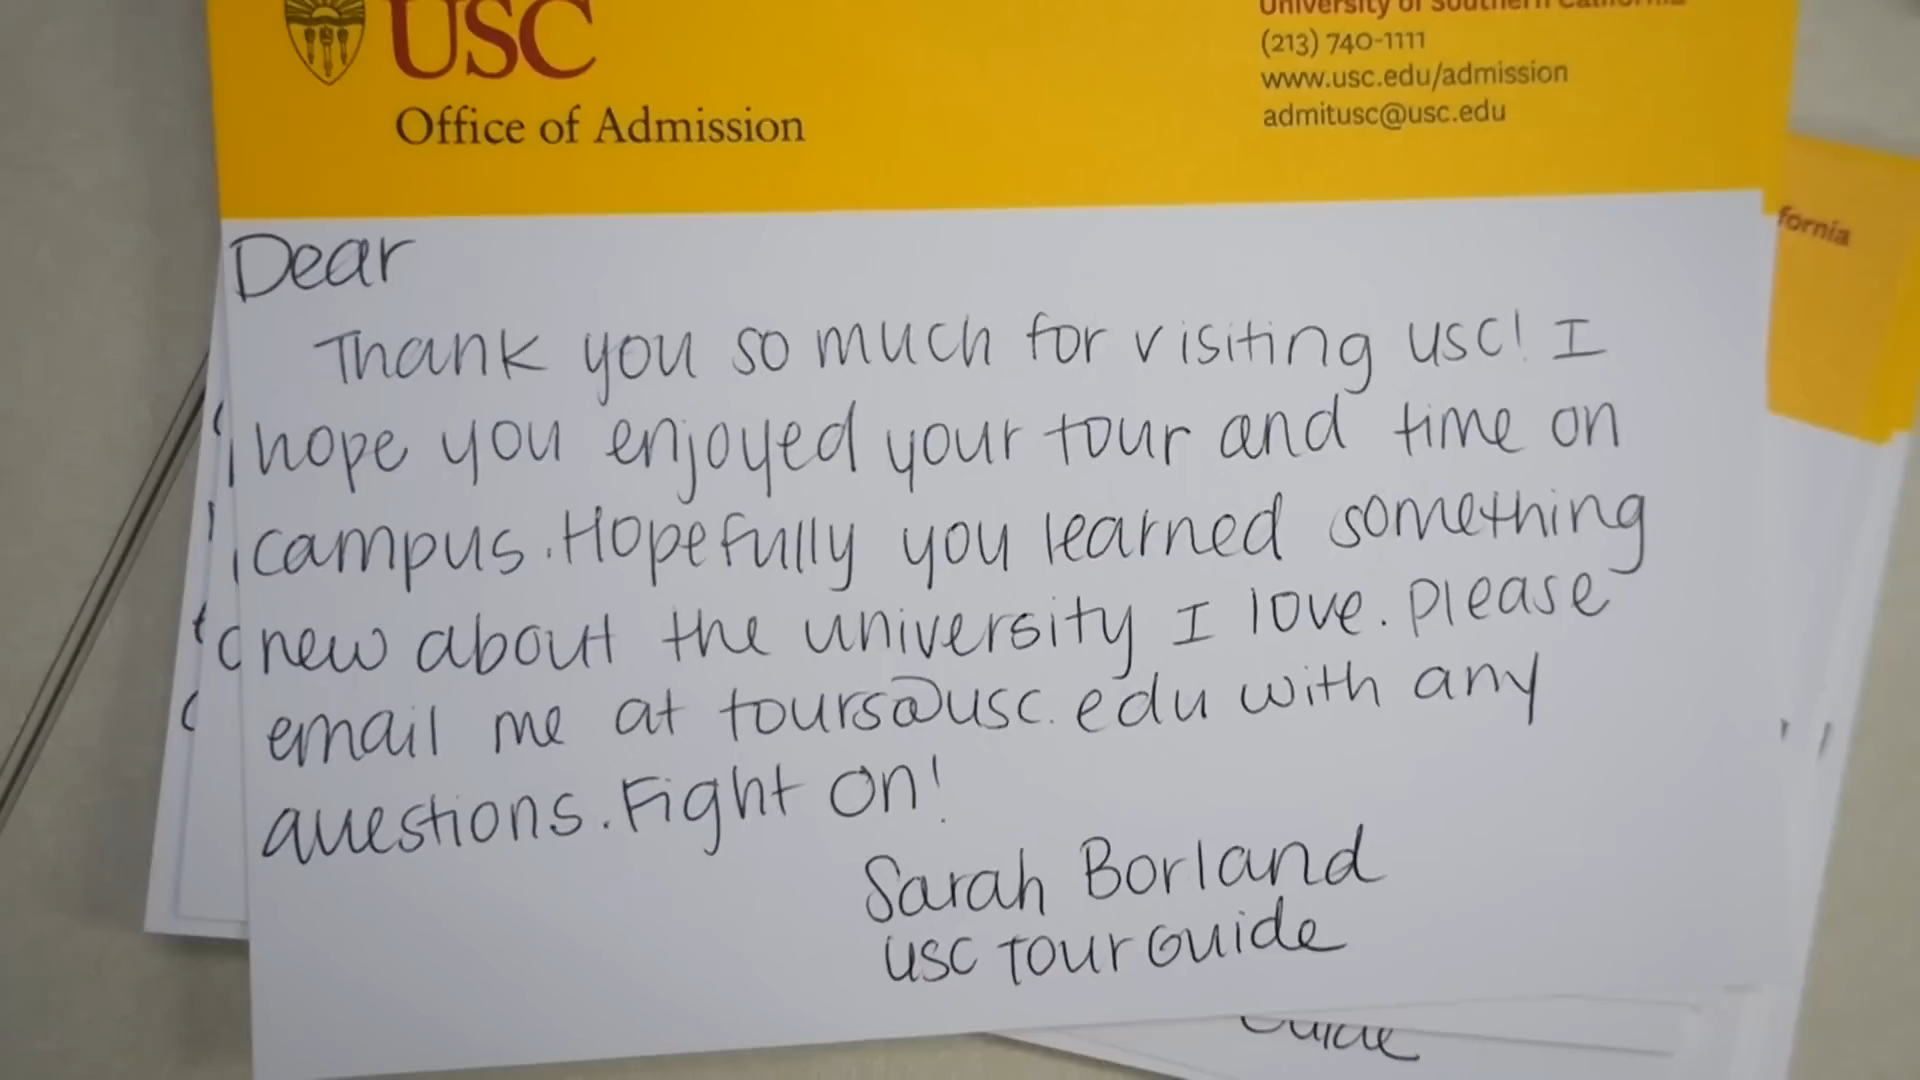 USC
Office of Admission
University of Southern California
(213) 740-1111
www.usc.edu/admission
admitusc@usc.edu
fornia
Dear
Thank you so much for visiting USC! I
hope you enjoyed your tour and time on
campus. Hopefully you learned something
new about the university I love. Please
email me at tours@usc.edu with any
questions. Fight On!
Sarah Borland
USC Tour Guide
Guide